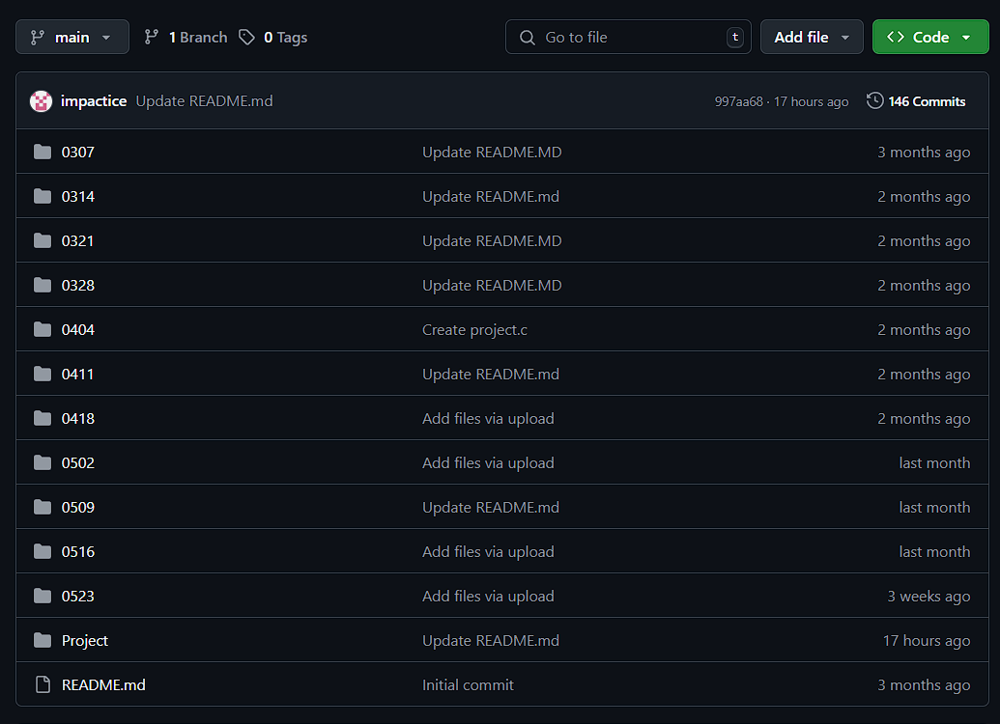 main 1 Branch 0 Tags Go to file t Add file <> Code
impactice Update README.md 997aa68 · 17 hours ago 146 Commits
0307 Update README.MD 3 months ago
0314 Update README.md 2 months ago
0321 Update README.MD 2 months ago
0328 Update README.MD 2 months ago
0404 Create project.c 2 months ago
0411 Update README.md 2 months ago
0418 Add files via upload 2 months ago
0502 Add files via upload last month
0509 Update README.md last month
0516 Add files via upload last month
0523 Add files via upload 3 weeks ago
Project Update README.md 17 hours ago
README.md Initial commit 3 months ago